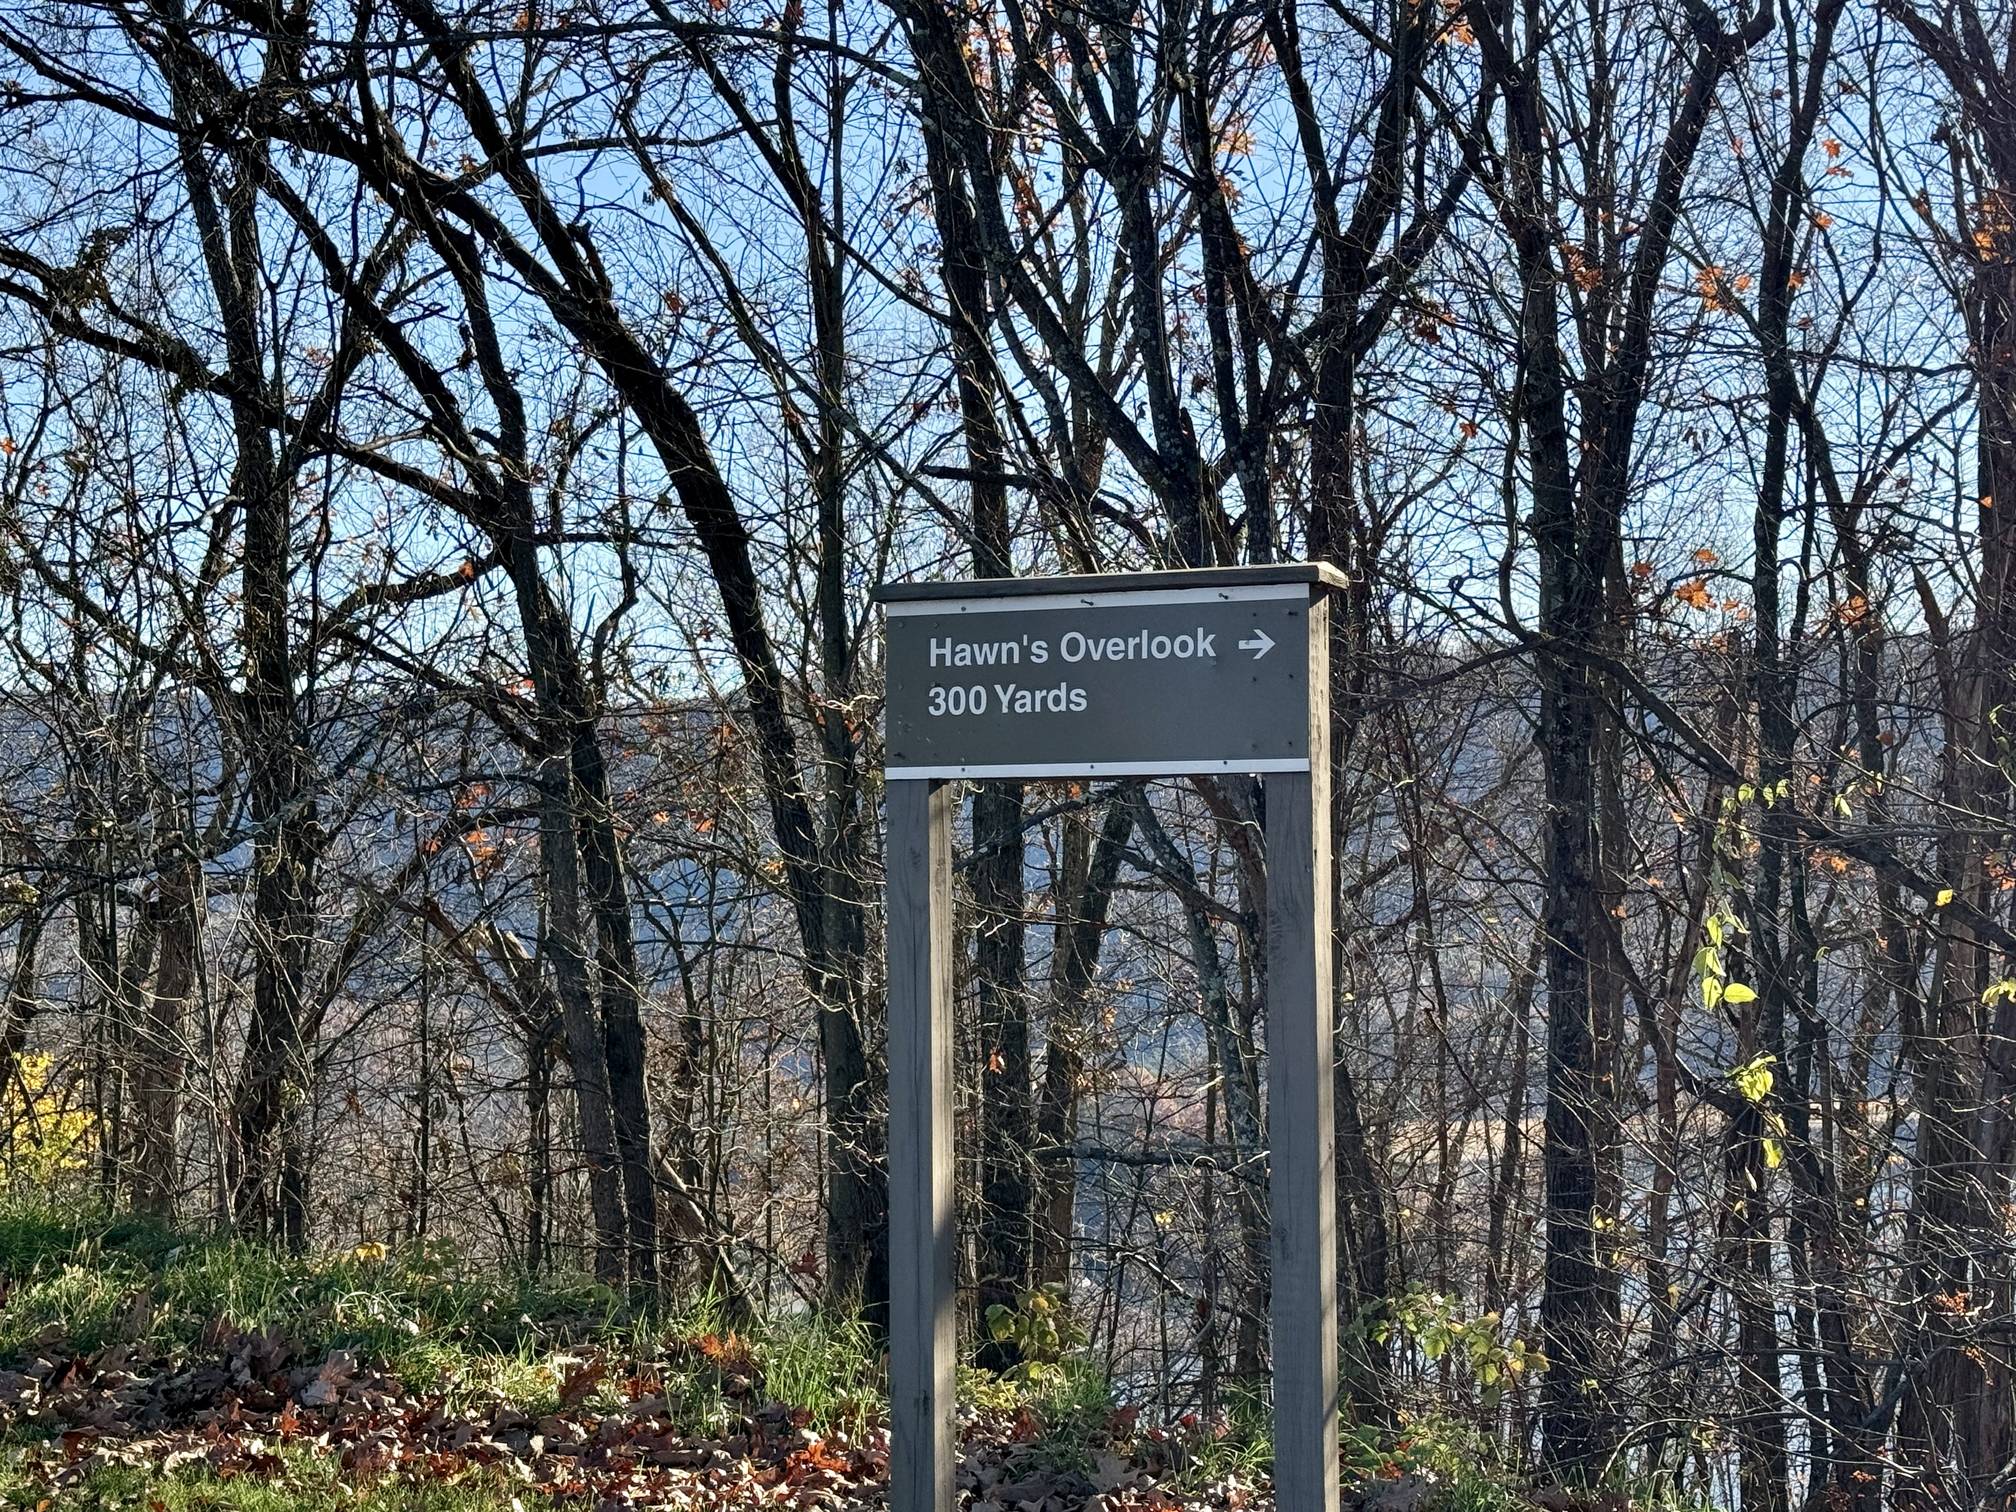 Hawn's Overlook →
300 Yards